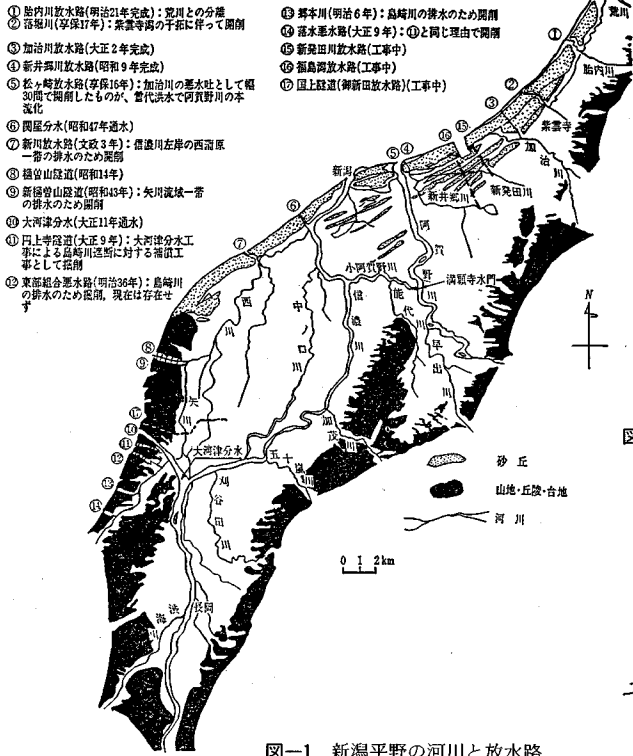 ① 胎内川放水路(明治21年完成):荒川との分離
② 落堀川(享保17年):紫雲寺潟の干拓に伴って開削
③ 加治川放水路(大正2年完成)
④ 新井郷川放水路(昭和9年完成)
⑤ 松ヶ崎放水路(享保16年):加治川の悪水吐として幅
30間で開削したものが、翌代洪水で阿賀野川の本
流化
⑥ 関屋分水(昭和47年通水)
⑦ 新川放水路(文政3年):信濃川左岸の西蒲原
一帯の排水のため開削
⑧ 樋曽山隧道(昭和14年)
⑨ 新樋曽山隧道(昭和43年):矢川流域一帯
の排水のため開削
⑩ 大河津分水(大正11年通水)
⑪ 円上寺隧道(大正9年):大河津分水工
事による島崎川遮断に対する補償工
事として掘削
⑫ 東部組合悪水路(明治36年):島崎川
の排水のため掘削,現在は存在せ
ず
⑬ 郷本川(明治6年):島崎川の排水のため開削
⑭ 落水悪水路(大正9年):⑪と同じ理由で開削
⑮ 新発田川放水路(工事中)
⑯ 福島潟放水路(工事中)
⑰ 国上隧道(御新田放水路)(工事中)
荒川
①
胎内川
②
紫雲寺
③
加治川
⑯ ⑮
新発田川
⑤ ④
新井郷川
新潟
⑥
阿賀野川
小阿賀野川
満願寺水門
⑦
西川
中ノ口川
信濃川
能代川
早出川
N
⑧
⑨
矢川
加茂川
⑰
⑩
⑪
⑫
大河津分水
五十嵐川
刈谷田川
⑬
⑭
砂丘
山地・丘陵・台地
河川
0 1 2km
渋海川
長岡
図―1 新潟平野の河川と放水路